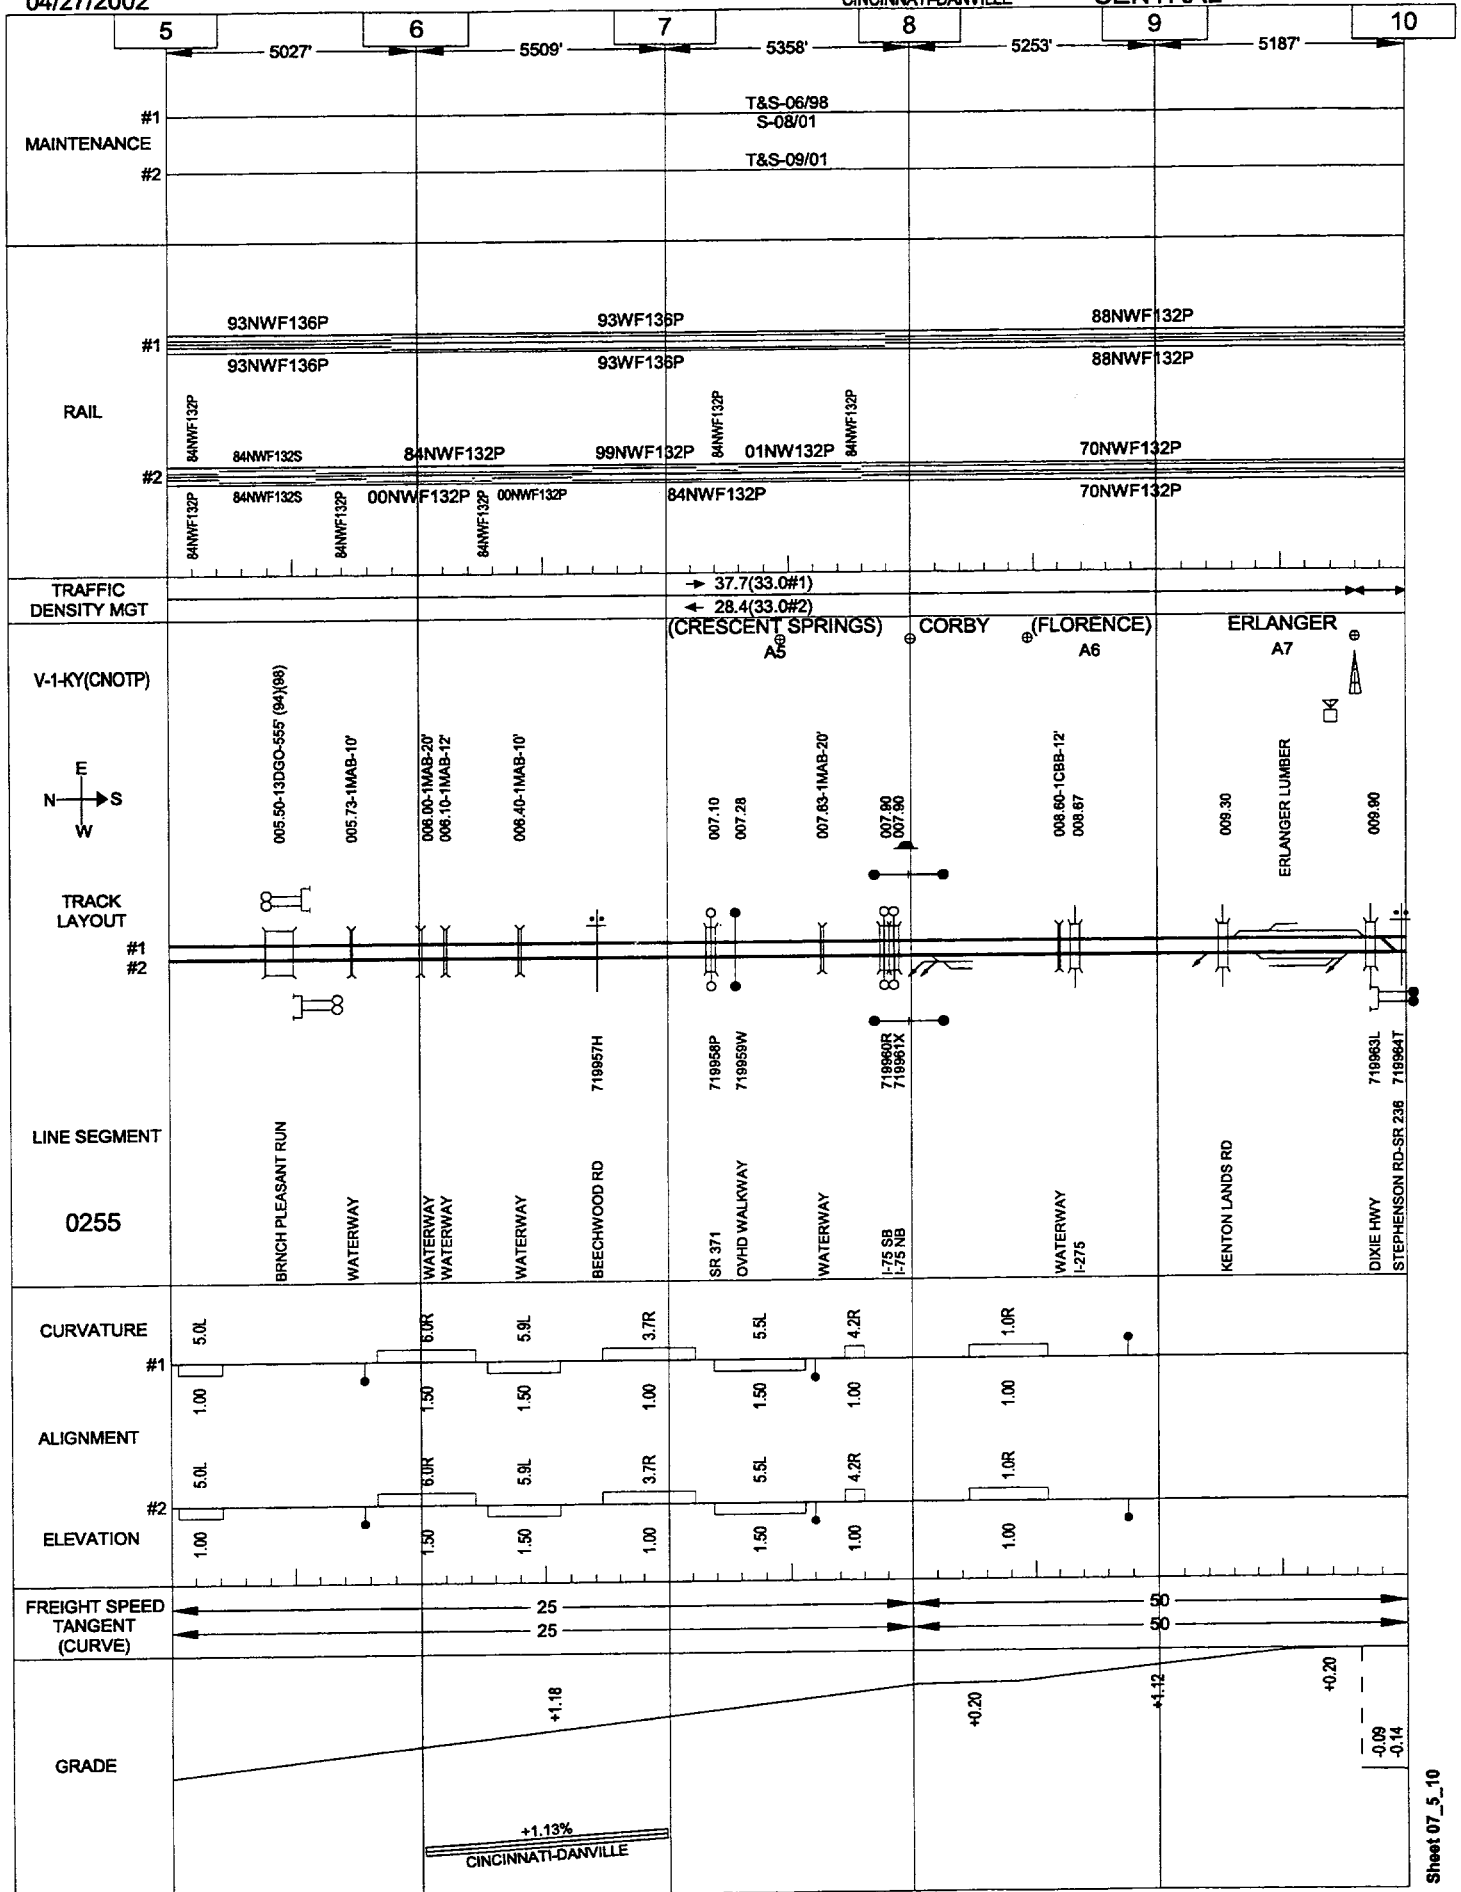 04/27/2002
CINCINNATI-DANVILLE
CENTRAL
5 6 7 8 9 10
5027' 5509' 5358' 5253' 5187'
MAINTENANCE
#1
T&S-06/98
S-08/01
#2
T&S-09/01
RAIL
#1
93NWF136P 93WF136P 88NWF132P
93NWF136P 93WF136P 88NWF132P
84NWF132P 84NWF132P 84NWF132P
#2
84NWF132S 84NWF132P 99NWF132P 01NW132P 70NWF132P
84NWF132S 00NWF132P 00NWF132P 84NWF132P 70NWF132P
84NWF132P 84NWF132P 84NWF132P
TRAFFIC
DENSITY MGT
37.7(33.0#1)
28.4(33.0#2)
(CRESCENT SPRINGS) CORBY (FLORENCE) ERLANGER
A5 A6 A7
V-1-KY(CNOTP)
E
N S
W
005.50-13DGO-555' (94)(98)
005.73-1MAB-10'
006.00-1MAB-20'
006.10-1MAB-12'
006.40-1MAB-10'
007.10
007.28
007.63-1MAB-20'
007.90
007.90
008.60-1CBB-12'
008.67
009.30
ERLANGER LUMBER
009.90
TRACK
LAYOUT
#1
#2
719957H
719958P
719959W
719960R
719961X
719963L
719964T
LINE SEGMENT
0255
BRNCH PLEASANT RUN
WATERWAY
WATERWAY
WATERWAY
WATERWAY
BEECHWOOD RD
SR 371
OVHD WALKWAY
WATERWAY
I-75 SB
I-75 NB
WATERWAY
I-275
KENTON LANDS RD
DIXIE HWY
STEPHENSON RD-SR 236
CURVATURE
5.0L 6.0R 5.9L 3.7R 5.5L 4.2R 1.0R
#1
1.00 1.50 1.50 1.00 1.50 1.00 1.00
ALIGNMENT
5.0L 6.0R 5.9L 3.7R 5.5L 4.2R 1.0R
#2
ELEVATION
1.00 1.50 1.50 1.00 1.50 1.00 1.00
FREIGHT SPEED
TANGENT
(CURVE)
25 50
25 50
GRADE
+1.18
+0.20
+1.12
+0.20
-0.09
-0.14
+1.13%
CINCINNATI-DANVILLE
Sheet 07_5_10